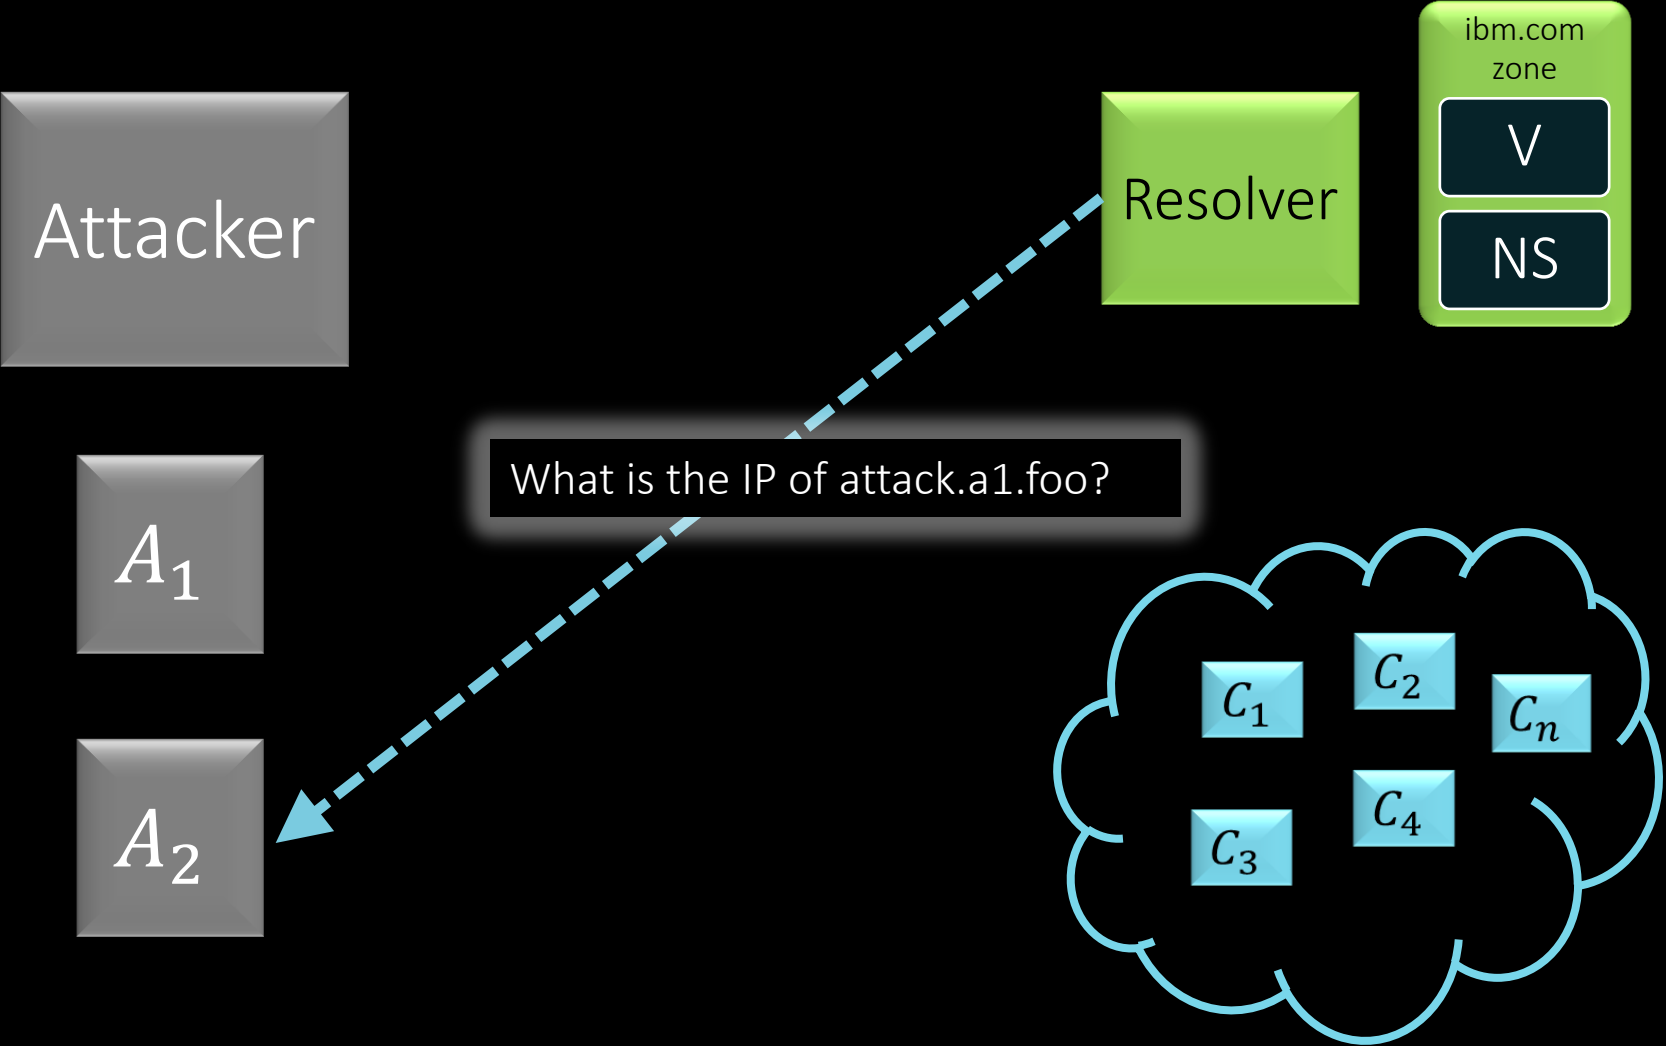 ibm.com
zone
V
NS
Attacker
Resolver
What is the IP of attack.a1.foo?
A₁
A₂
C₁
C₂
Cₙ
C₃
C₄